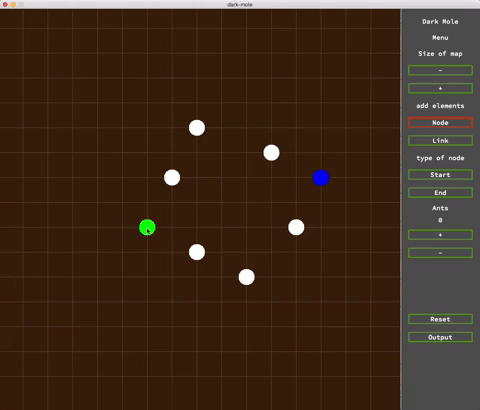 dark-mole
Dark Mole
Menu
Size of map
-
+
add elements
Node
Link
type of node
Start
End
Ants
0
+
-
Reset
Output